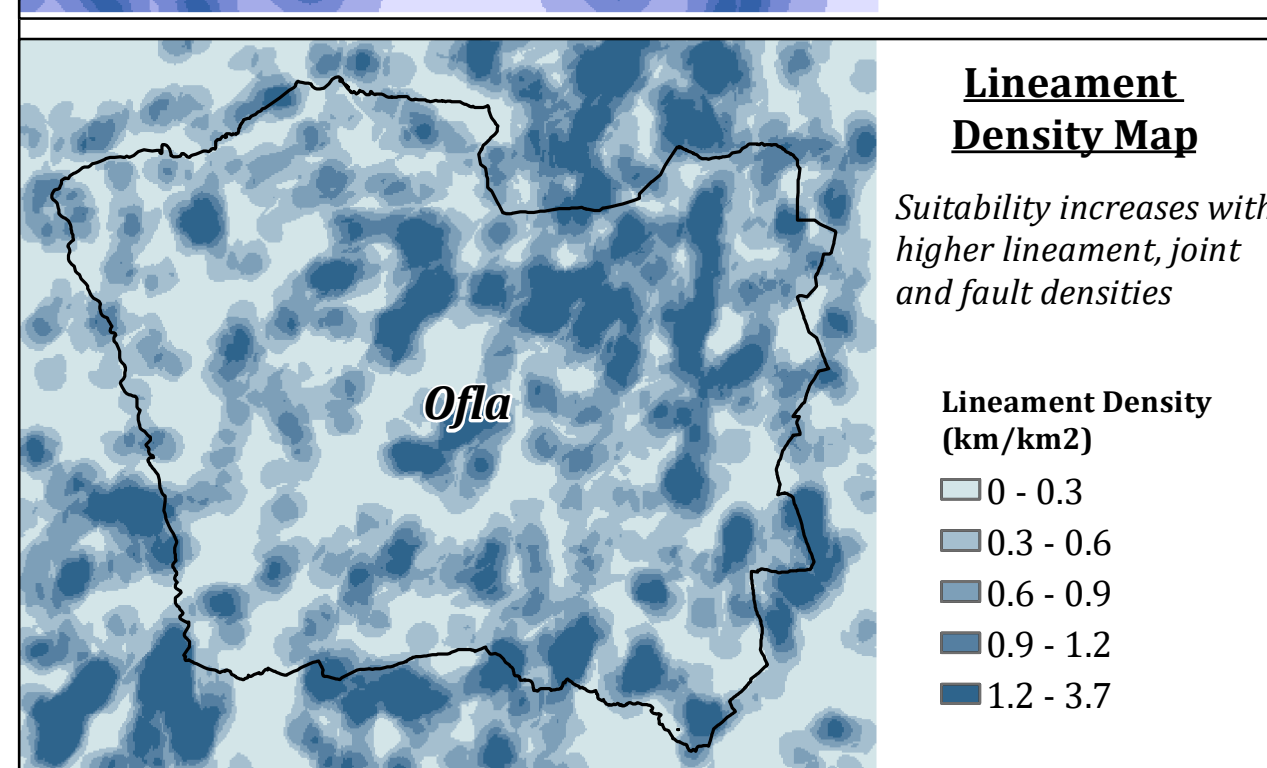 Lineament
Density Map
Suitability increases with
higher lineament, joint
and fault densities
Ofla
Lineament Density
(km/km2)
0 - 0.3
0.3 - 0.6
0.6 - 0.9
0.9 - 1.2
1.2 - 3.7